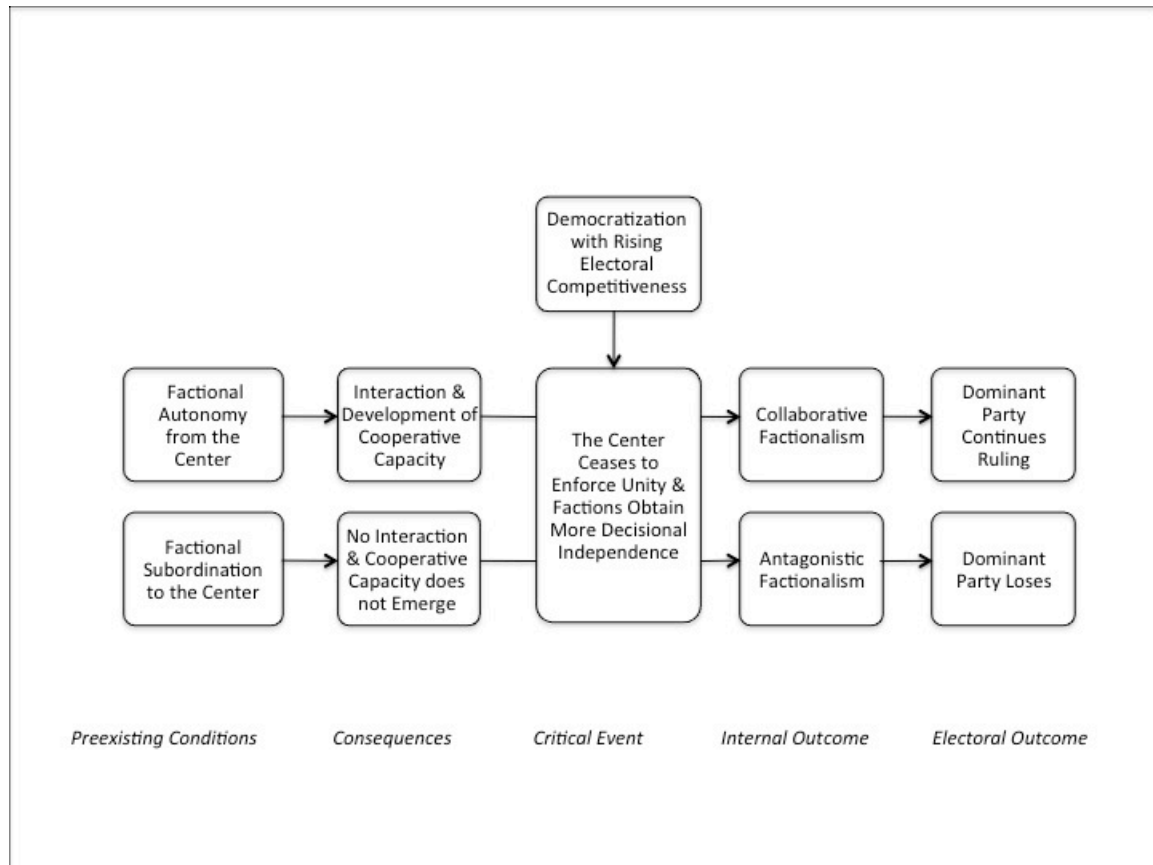 Democratization
with Rising
Electoral
Competitiveness
Factional
Autonomy
from the
Center
Interaction &
Development of
Cooperative
Capacity
The Center
Ceases to
Enforce Unity &
Factions Obtain
More Decisional
Independence
Collaborative
Factionalism
Dominant
Party
Continues
Ruling
Factional
Subordination
to the Center
No Interaction
& Cooperative
Capacity does
not Emerge
Antagonistic
Factionalism
Dominant
Party Loses
Preexisting Conditions
Consequences
Critical Event
Internal Outcome
Electoral Outcome